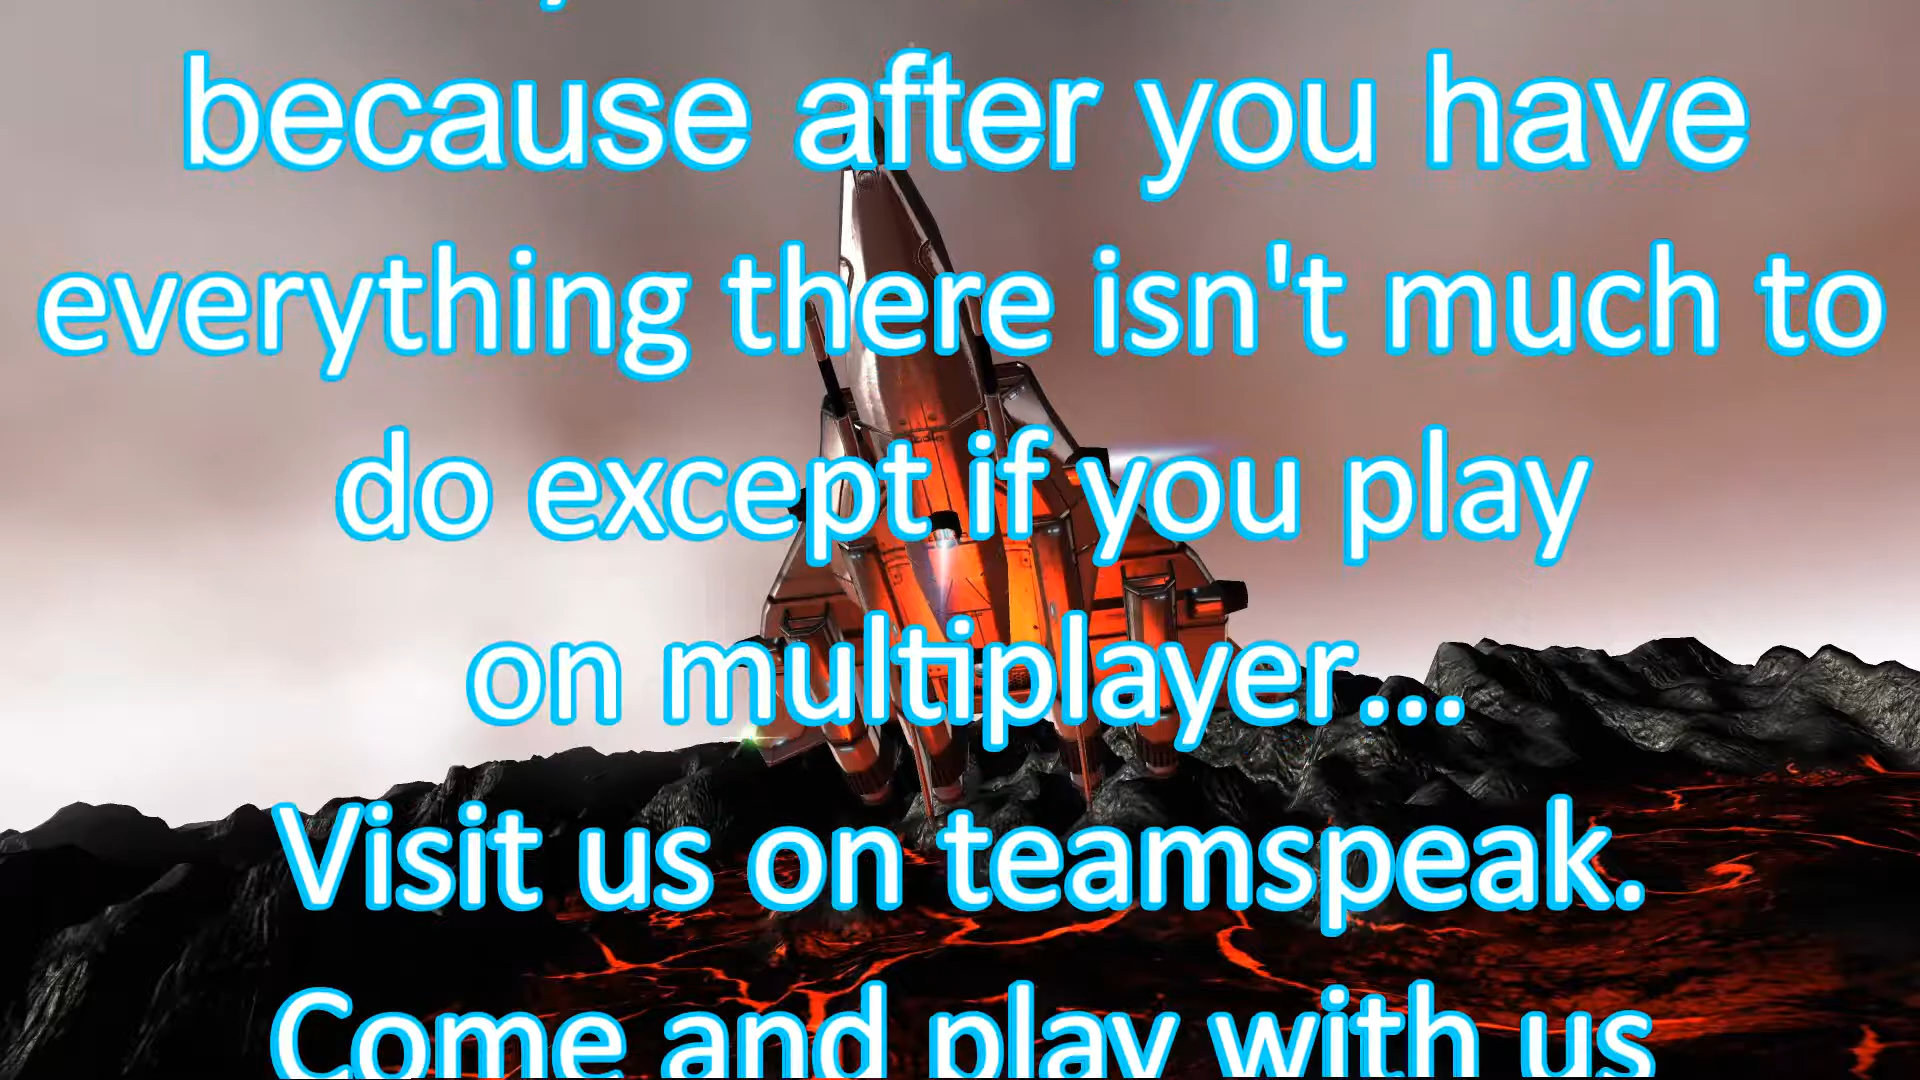 because after you have
everything there isn't much to
do except if you play
on multiplayer...
Visit us on teamspeak.
Come and play with us